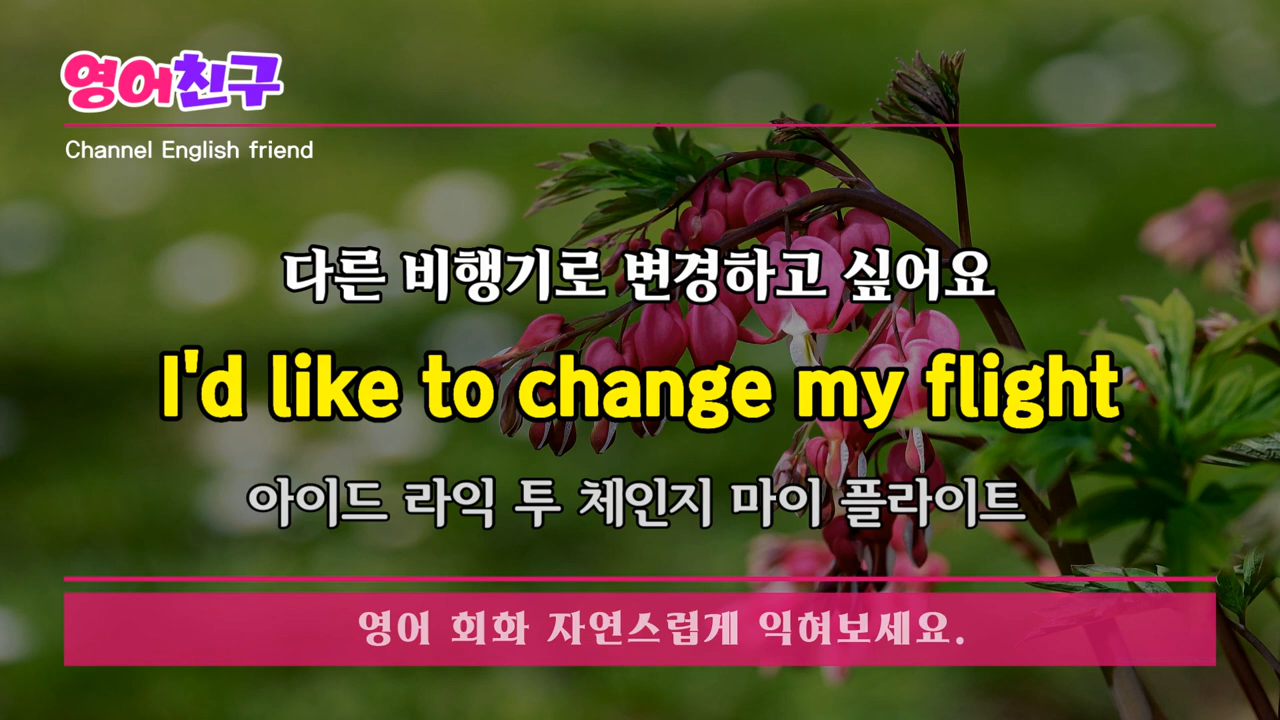 영어친구
Channel English friend
다른 비행기로 변경하고 싶어요
I'd like to change my flight
아이드 라익 투 체인지 마이 플라이트
영어 회화 자연스럽게 익혀보세요.